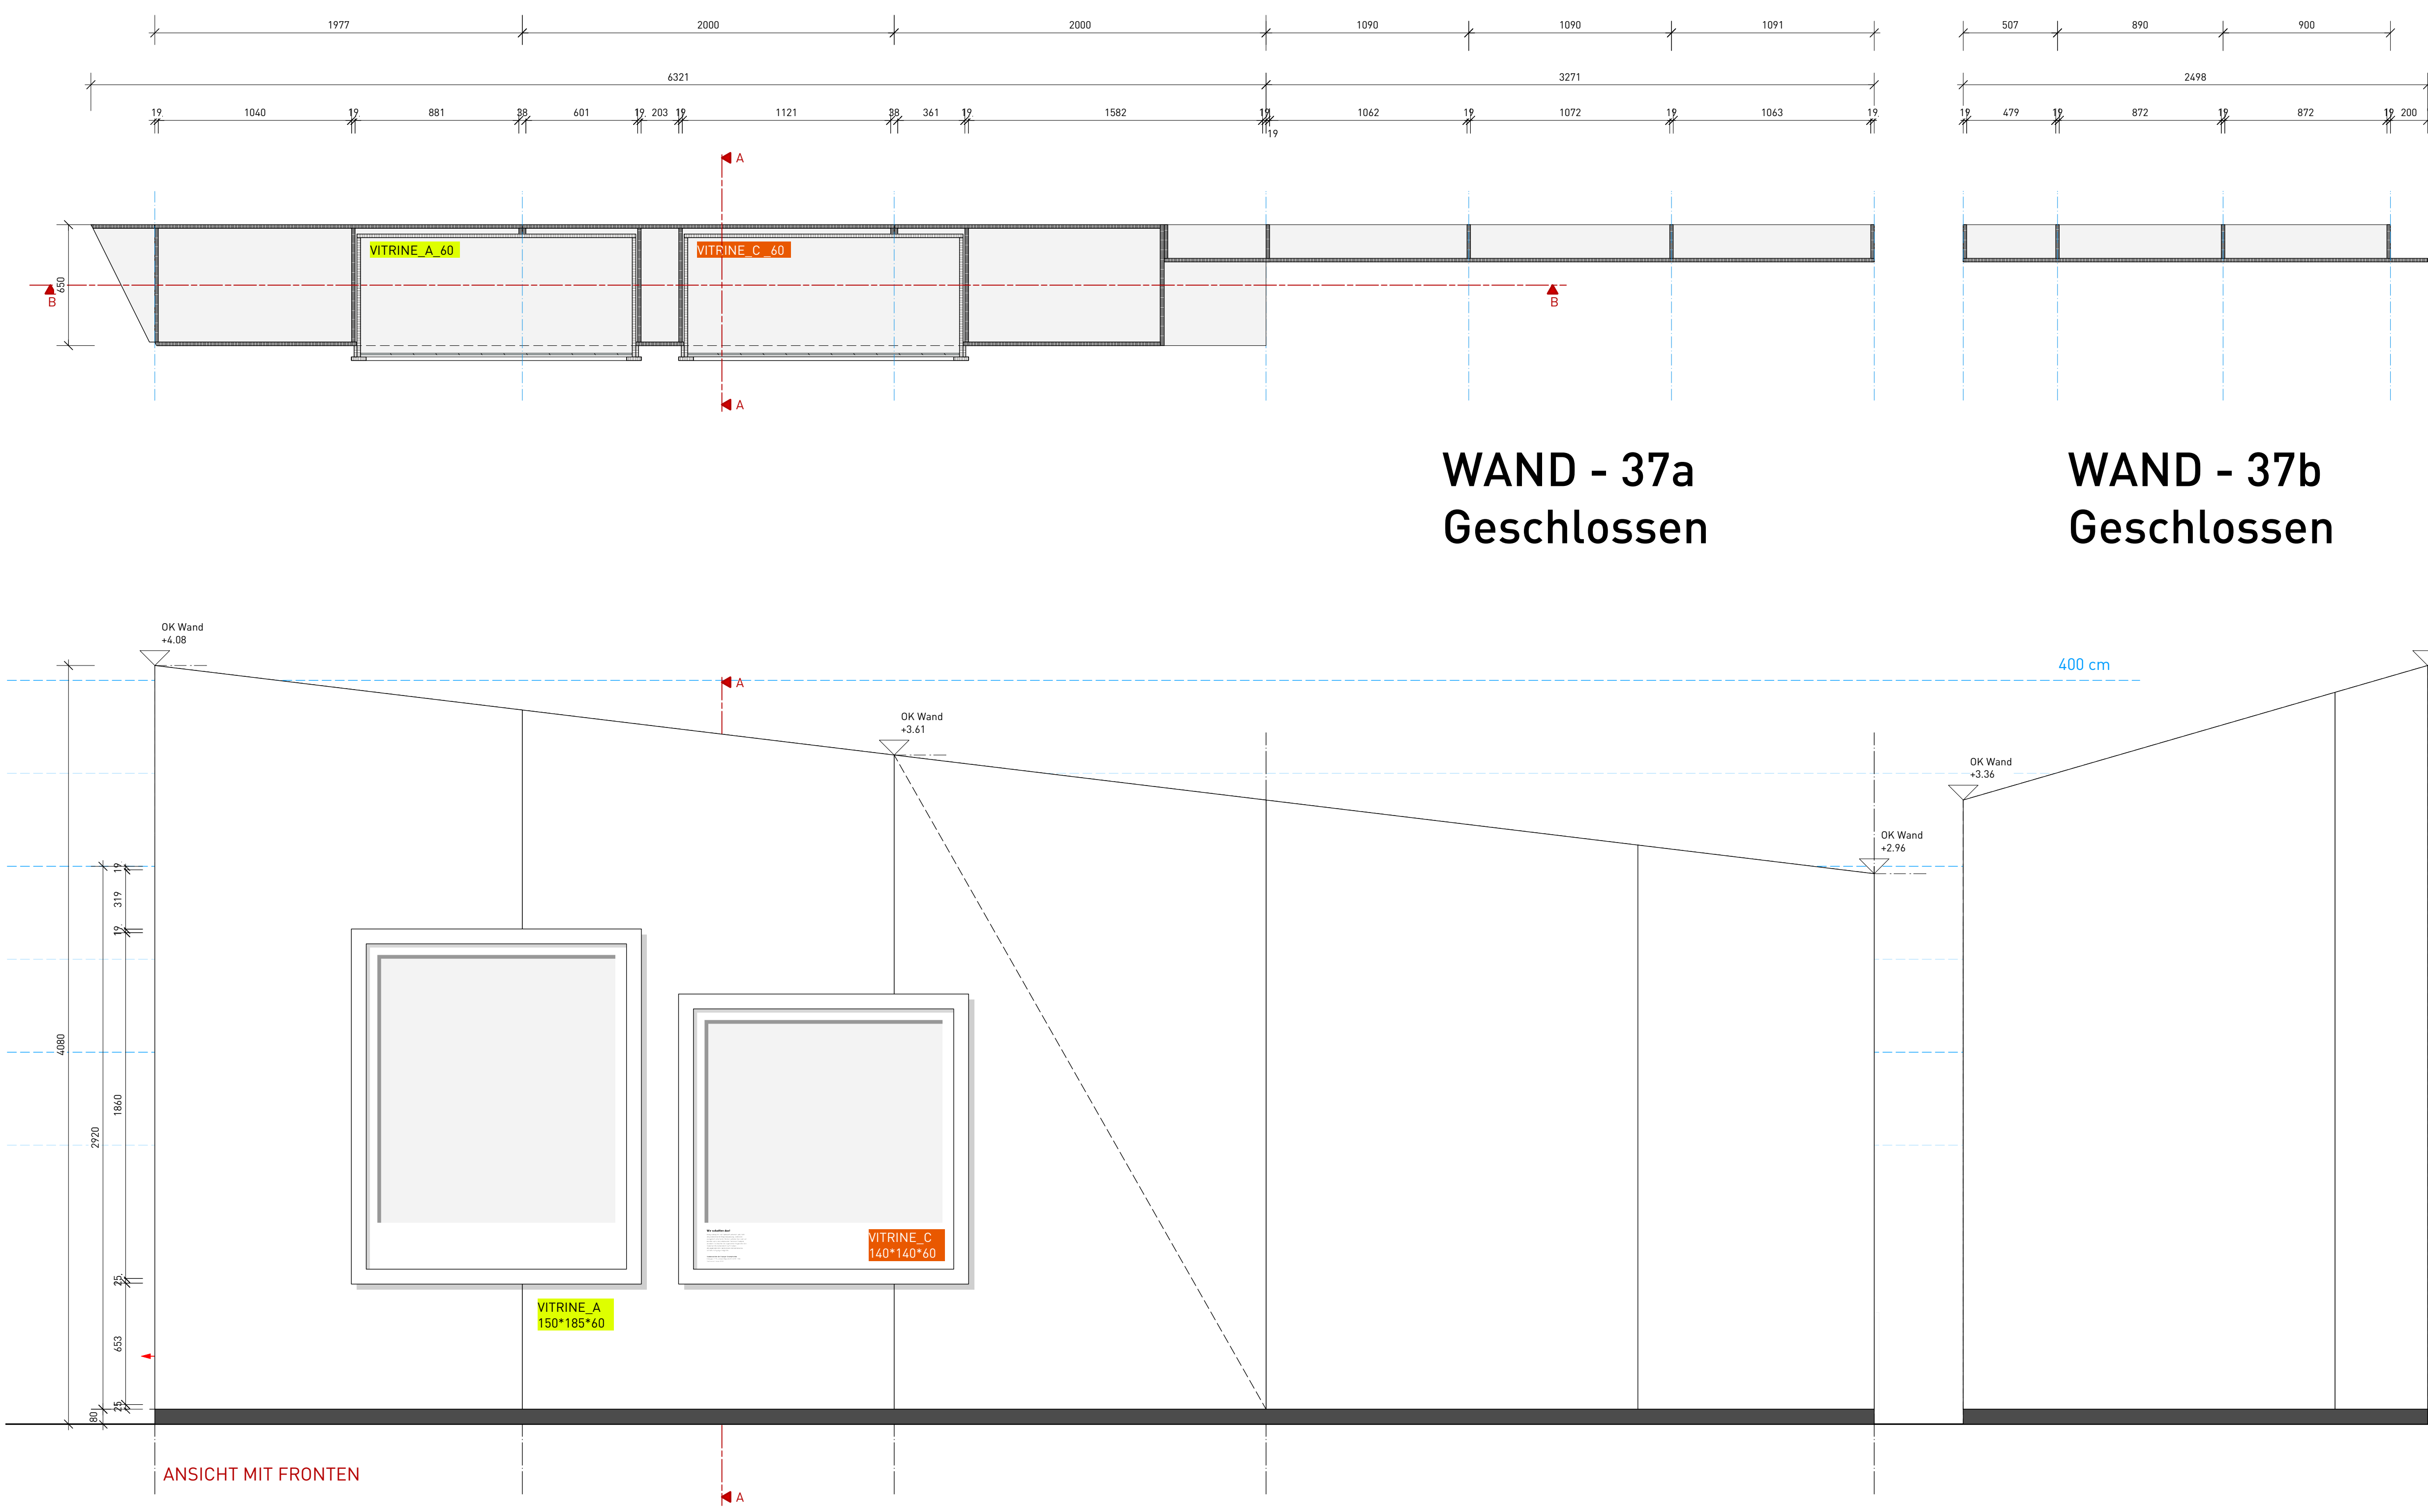 1977 2000 2000 1090 1090 1091 507 890 900
6321 3271 2498
19 1040 19 881 38 601 19 203 19 1121 38 361 19 1582 19 1062 19 1072 19 1063 19 19 479 19 872 19 872 19 200
19
A
VITRINE_A_60 VITRINE_C_60
650
B B
A
WAND - 37a WAND - 37b
Geschlossen Geschlossen
OK Wand
+4.08
400 cm
A
OK Wand
+3.61
OK Wand
+3.36
OK Wand
+2.96
19
319
19
4080
1860
2920
VITRINE_C
140*140*60
25
VITRINE_A
150*185*60
653
25
80
ANSICHT MIT FRONTEN
A